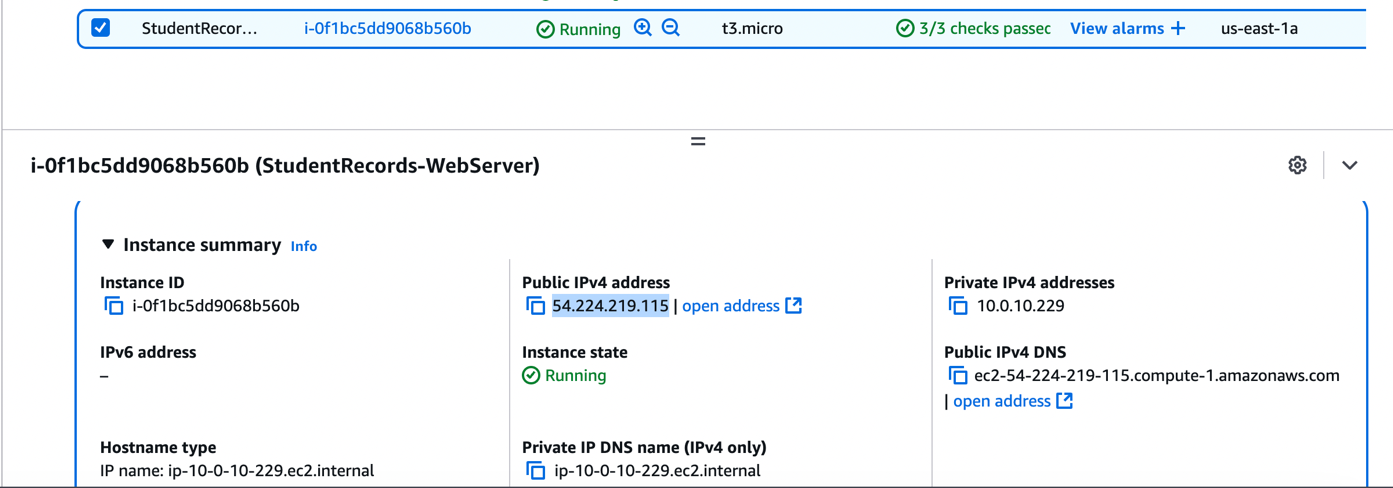 StudentRecor... i-0f1bc5dd9068b560b Running t3.micro 3/3 checks passec View alarms + us-east-1a
i-0f1bc5dd9068b560b (StudentRecords-WebServer)
Instance summary Info
Instance ID
i-0f1bc5dd9068b560b
Public IPv4 address
54.224.219.115 | open address
Private IPv4 addresses
10.0.10.229
IPv6 address
–
Instance state
Running
Public IPv4 DNS
ec2-54-224-219-115.compute-1.amazonaws.com
| open address
Hostname type
IP name: ip-10-0-10-229.ec2.internal
Private IP DNS name (IPv4 only)
ip-10-0-10-229.ec2.internal